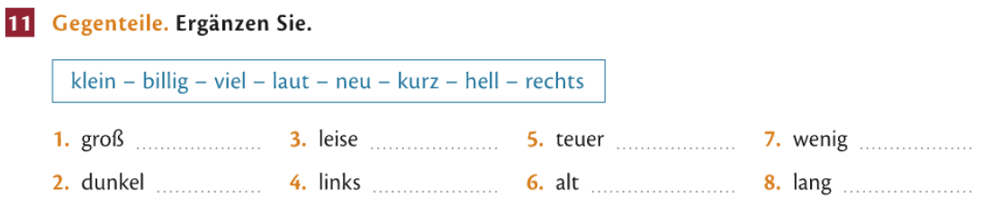 11 Gegenteile. Ergänzen Sie.
klein – billig – viel – laut – neu – kurz – hell – rechts
1. groß .................... 3. leise .................... 5. teuer .................... 7. wenig ....................
2. dunkel .................... 4. links .................... 6. alt .................... 8. lang ....................